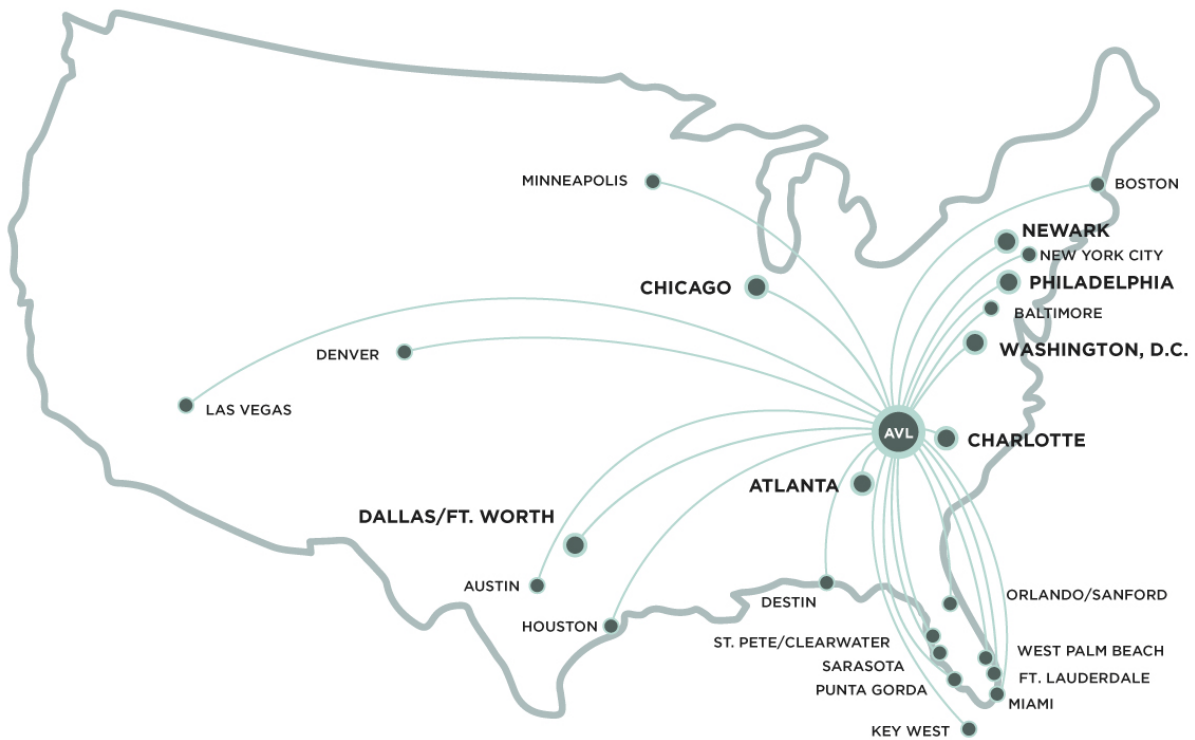 MINNEAPOLIS
BOSTON
NEWARK
NEW YORK CITY
CHICAGO
PHILADELPHIA
BALTIMORE
WASHINGTON, D.C.
DENVER
LAS VEGAS
AVL
CHARLOTTE
ATLANTA
DALLAS/FT. WORTH
AUSTIN
DESTIN
ORLANDO/SANFORD
HOUSTON
ST. PETE/CLEARWATER
WEST PALM BEACH
SARASOTA
FT. LAUDERDALE
PUNTA GORDA
MIAMI
KEY WEST